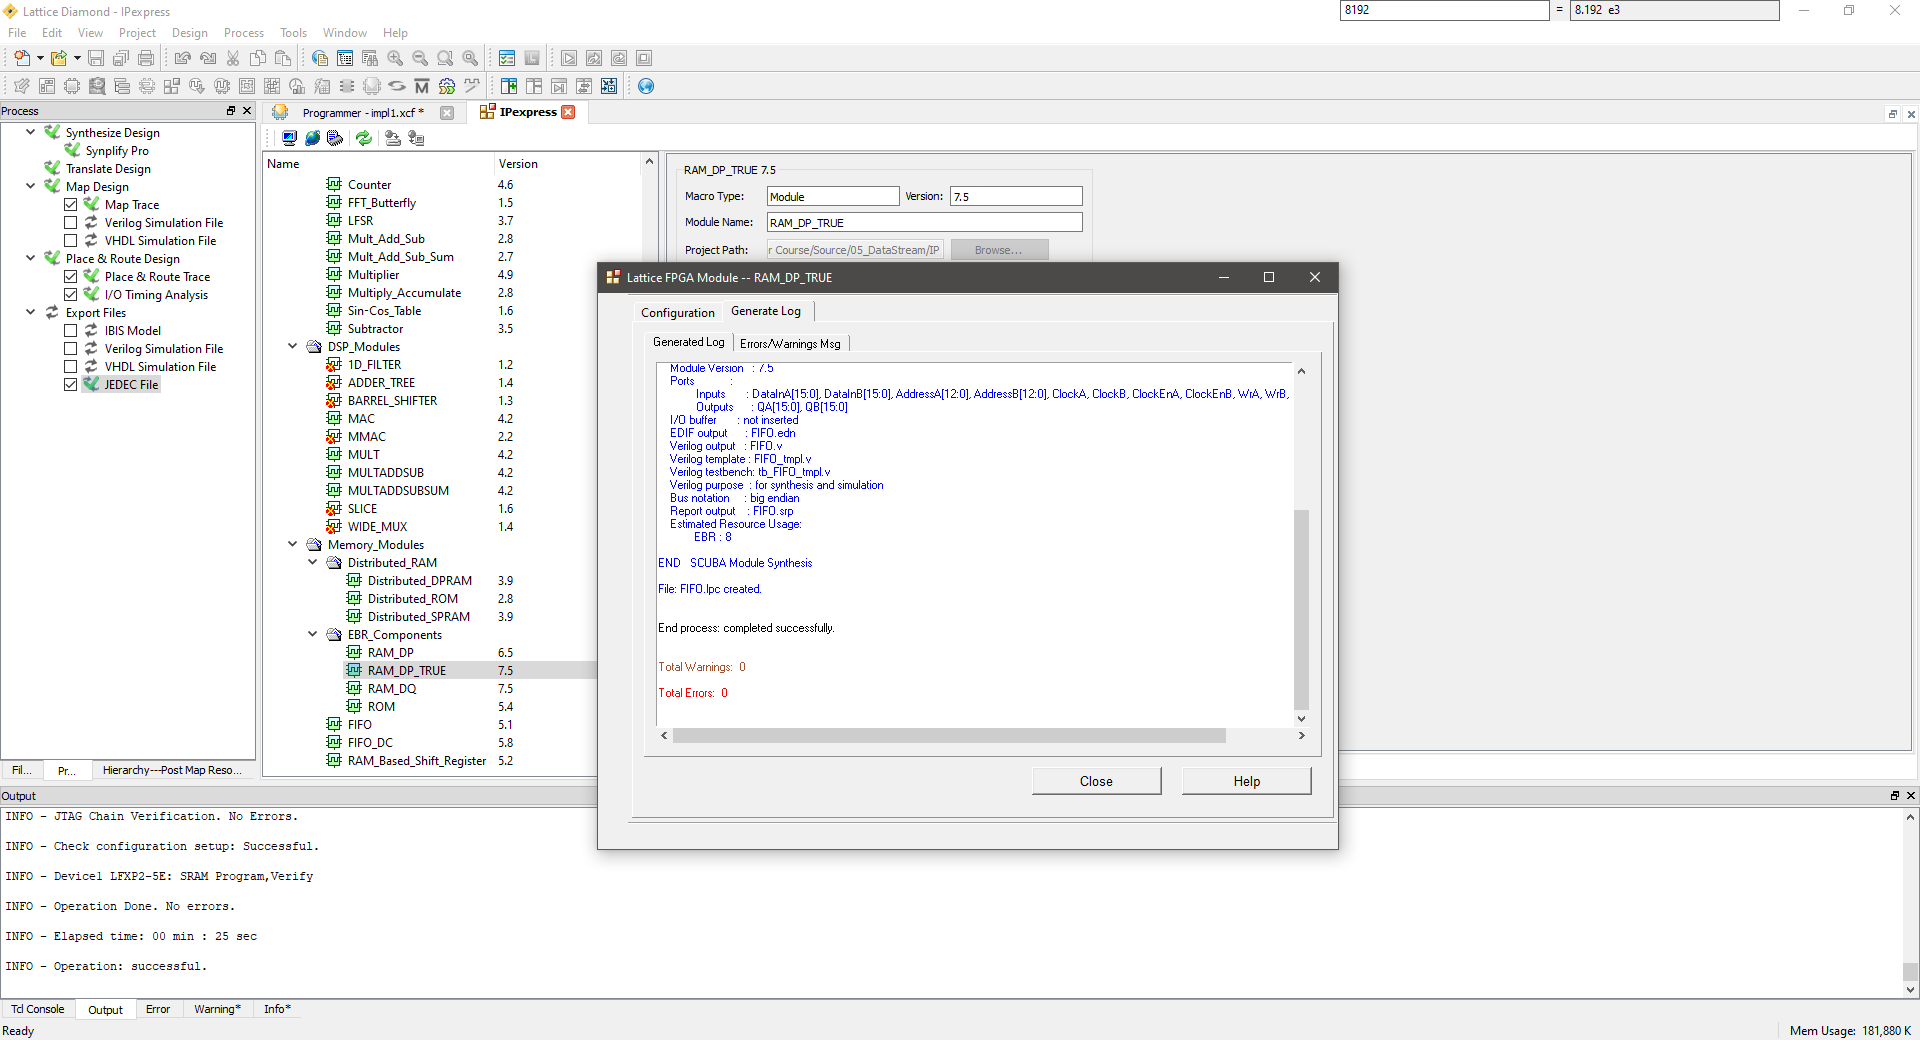 Lattice Diamond - IPexpress
8192 = 8.192 e3
File Edit View Project Design Process Tools Window Help
Process
Synthesize Design
Synplify Pro
Translate Design
Map Design
Map Trace
Verilog Simulation File
VHDL Simulation File
Place & Route Design
Place & Route Trace
I/O Timing Analysis
Export Files
IBIS Model
Verilog Simulation File
VHDL Simulation File
JEDEC File
Fil... Pr... Hierarchy---Post Map Reso...
Programmer - impl1.xcf * IPexpress
Name Version
Counter 4.6
FFT_Butterfly 1.5
LFSR 3.7
Mult_Add_Sub 2.8
Mult_Add_Sub_Sum 2.7
Multiplier 4.9
Multiply_Accumulate 2.8
Sin-Cos_Table 1.6
Subtractor 3.5
DSP_Modules
1D_FILTER 1.2
ADDER_TREE 1.4
BARREL_SHIFTER 1.3
MAC 4.2
MMAC 2.2
MULT 4.2
MULTADDSUB 4.2
MULTADDSUBSUM 4.2
SLICE 1.6
WIDE_MUX 1.4
Memory_Modules
Distributed_RAM
Distributed_DPRAM 3.9
Distributed_ROM 2.8
Distributed_SPRAM 3.9
EBR_Components
RAM_DP 6.5
RAM_DP_TRUE 7.5
RAM_DQ 7.5
ROM 5.4
FIFO 5.1
FIFO_DC 5.8
RAM_Based_Shift_Register 5.2
RAM_DP_TRUE 7.5
Macro Type: Module Version: 7.5
Module Name: RAM_DP_TRUE
Project Path: r Course/Source/05_DataStream/IP Browse...
Lattice FPGA Module -- RAM_DP_TRUE
Configuration Generate Log
Generated Log Errors/Warnings Msg
Module Version : 7.5
Ports :
Inputs : DataInA[15:0], DataInB[15:0], AddressA[12:0], AddressB[12:0], ClockA, ClockB, ClockEnA, ClockEnB, WrA, WrB,
Outputs : QA[15:0], QB[15:0]
I/O buffer : not inserted
EDIF output : FIFO.edn
Verilog output : FIFO.v
Verilog template : FIFO_tmpl.v
Verilog testbench: tb_FIFO_tmpl.v
Verilog purpose : for synthesis and simulation
Bus notation : big endian
Report output : FIFO.srp
Estimated Resource Usage:
EBR : 8
END SCUBA Module Synthesis
File: FIFO.lpc created.
End process: completed successfully.
Total Warnings: 0
Total Errors: 0
Close Help
Output
INFO - JTAG Chain Verification. No Errors.
INFO - Check configuration setup: Successful.
INFO - Device1 LFXP2-5E: SRAM Program,Verify
INFO - Operation Done. No errors.
INFO - Elapsed time: 00 min : 25 sec
INFO - Operation: successful.
Tcl Console Output Error Warning* Info*
Ready
Mem Usage: 181,880 K